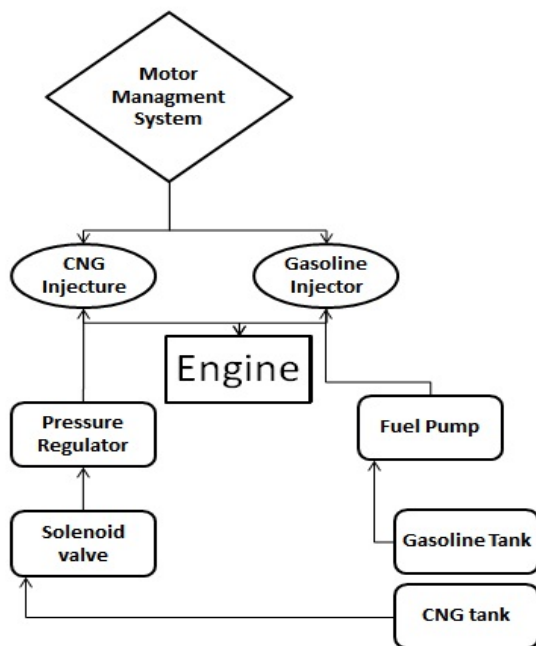 Motor
Managment
System
CNG
Injecture
Gasoline
Injector
Engine
Pressure
Regulator
Fuel Pump
Solenoid
valve
Gasoline Tank
CNG tank